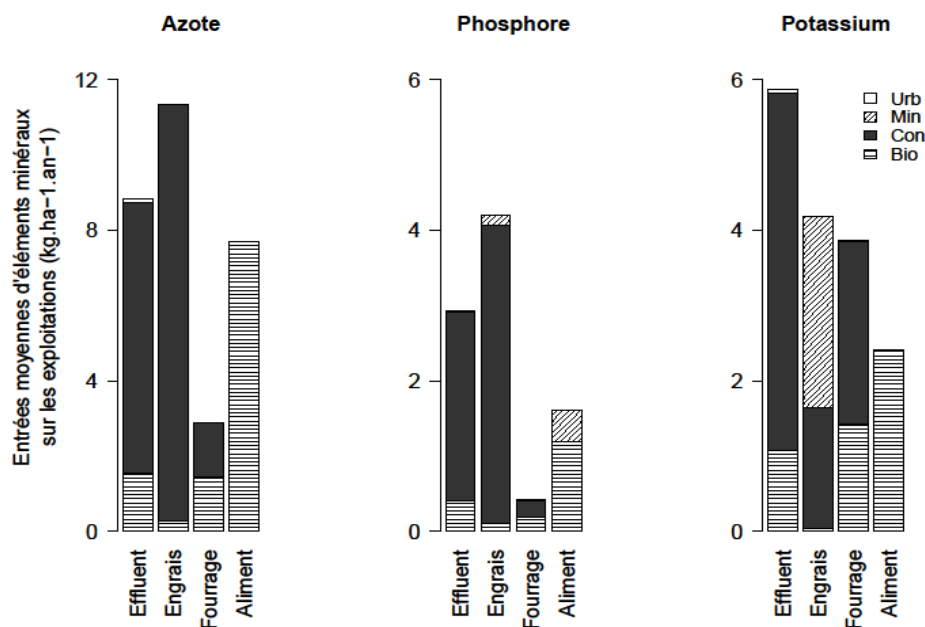 Azote
Phosphore
Potassium
Entrées moyennes d'éléments minéraux
sur les exploitations (kg.ha−1.an−1)
12
8
4
0
Effluent
Engrais
Fourrage
Aliment
6
4
2
0
Effluent
Engrais
Fourrage
Aliment
6
4
2
0
Effluent
Engrais
Fourrage
Aliment
Urb
Min
Con
Bio